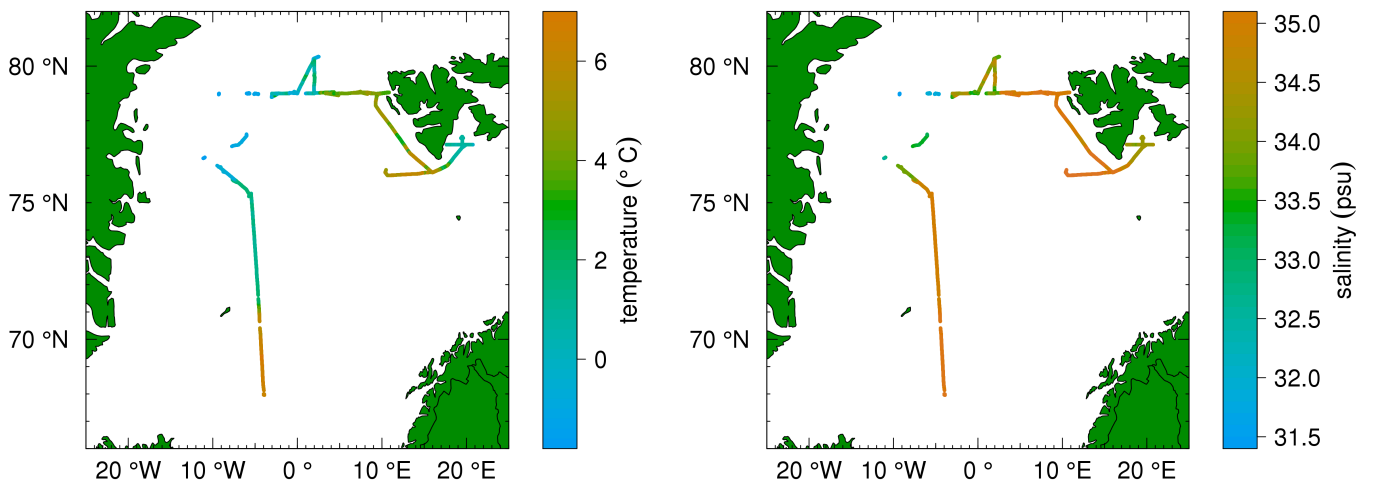 80 °N
75 °N
70 °N
20 °W 10 °W 0 ° 10 °E 20 °E
6
4
2
0
temperature (° C)
80 °N
75 °N
70 °N
20 °W 10 °W 0 ° 10 °E 20 °E
35.0
34.5
34.0
33.5
33.0
32.5
32.0
31.5
salinity (psu)